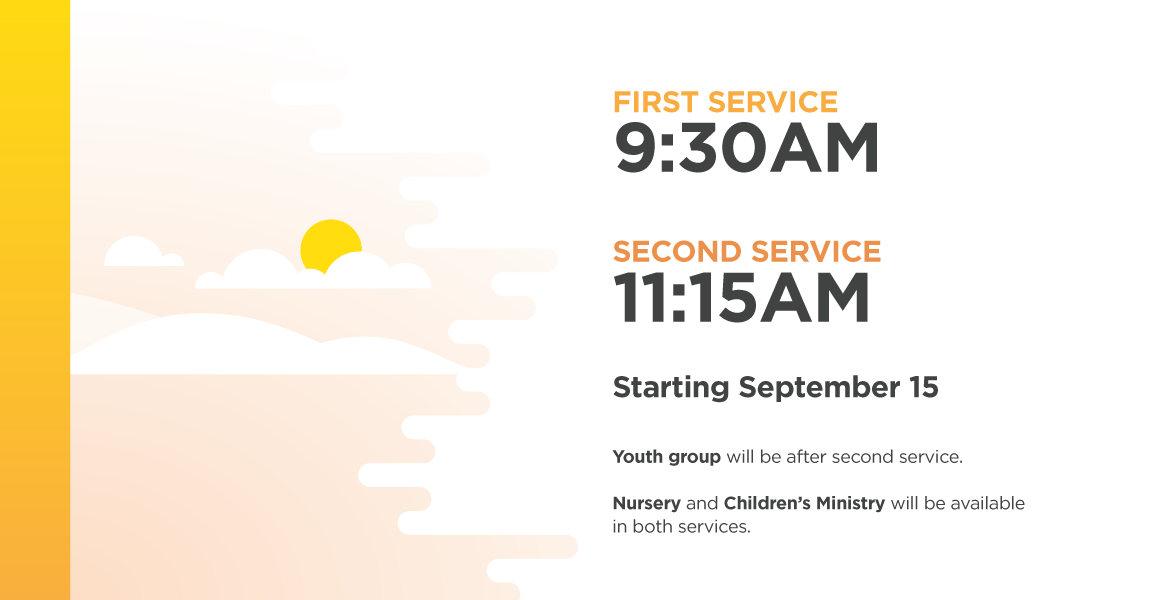 FIRST SERVICE
9:30AM
SECOND SERVICE
11:15AM
Starting September 15
Youth group will be after second service.
Nursery and Children’s Ministry will be available
in both services.